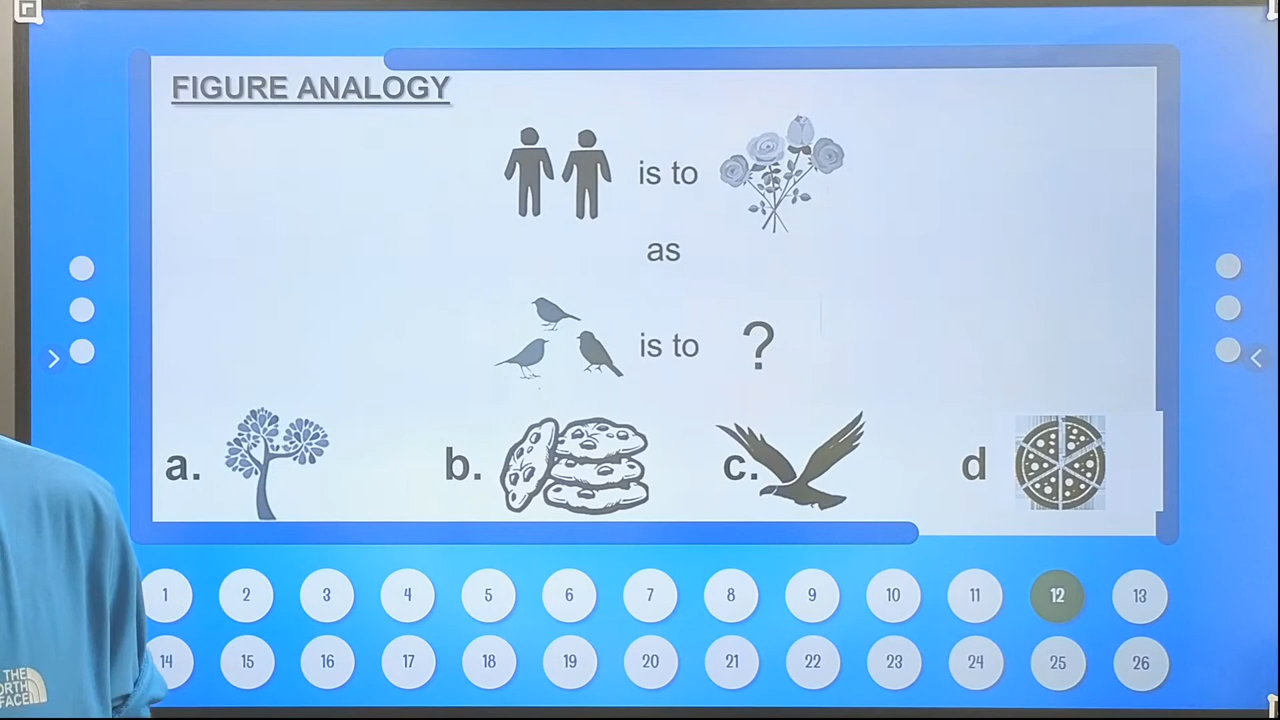 FIGURE ANALOGY
is to
as
is to ?
a. b. c. d
1 2 3 4 5 6 7 8 9 10 11 12 13
14 15 16 17 18 19 20 21 22 23 24 25 26
THE
NORTH
FACE